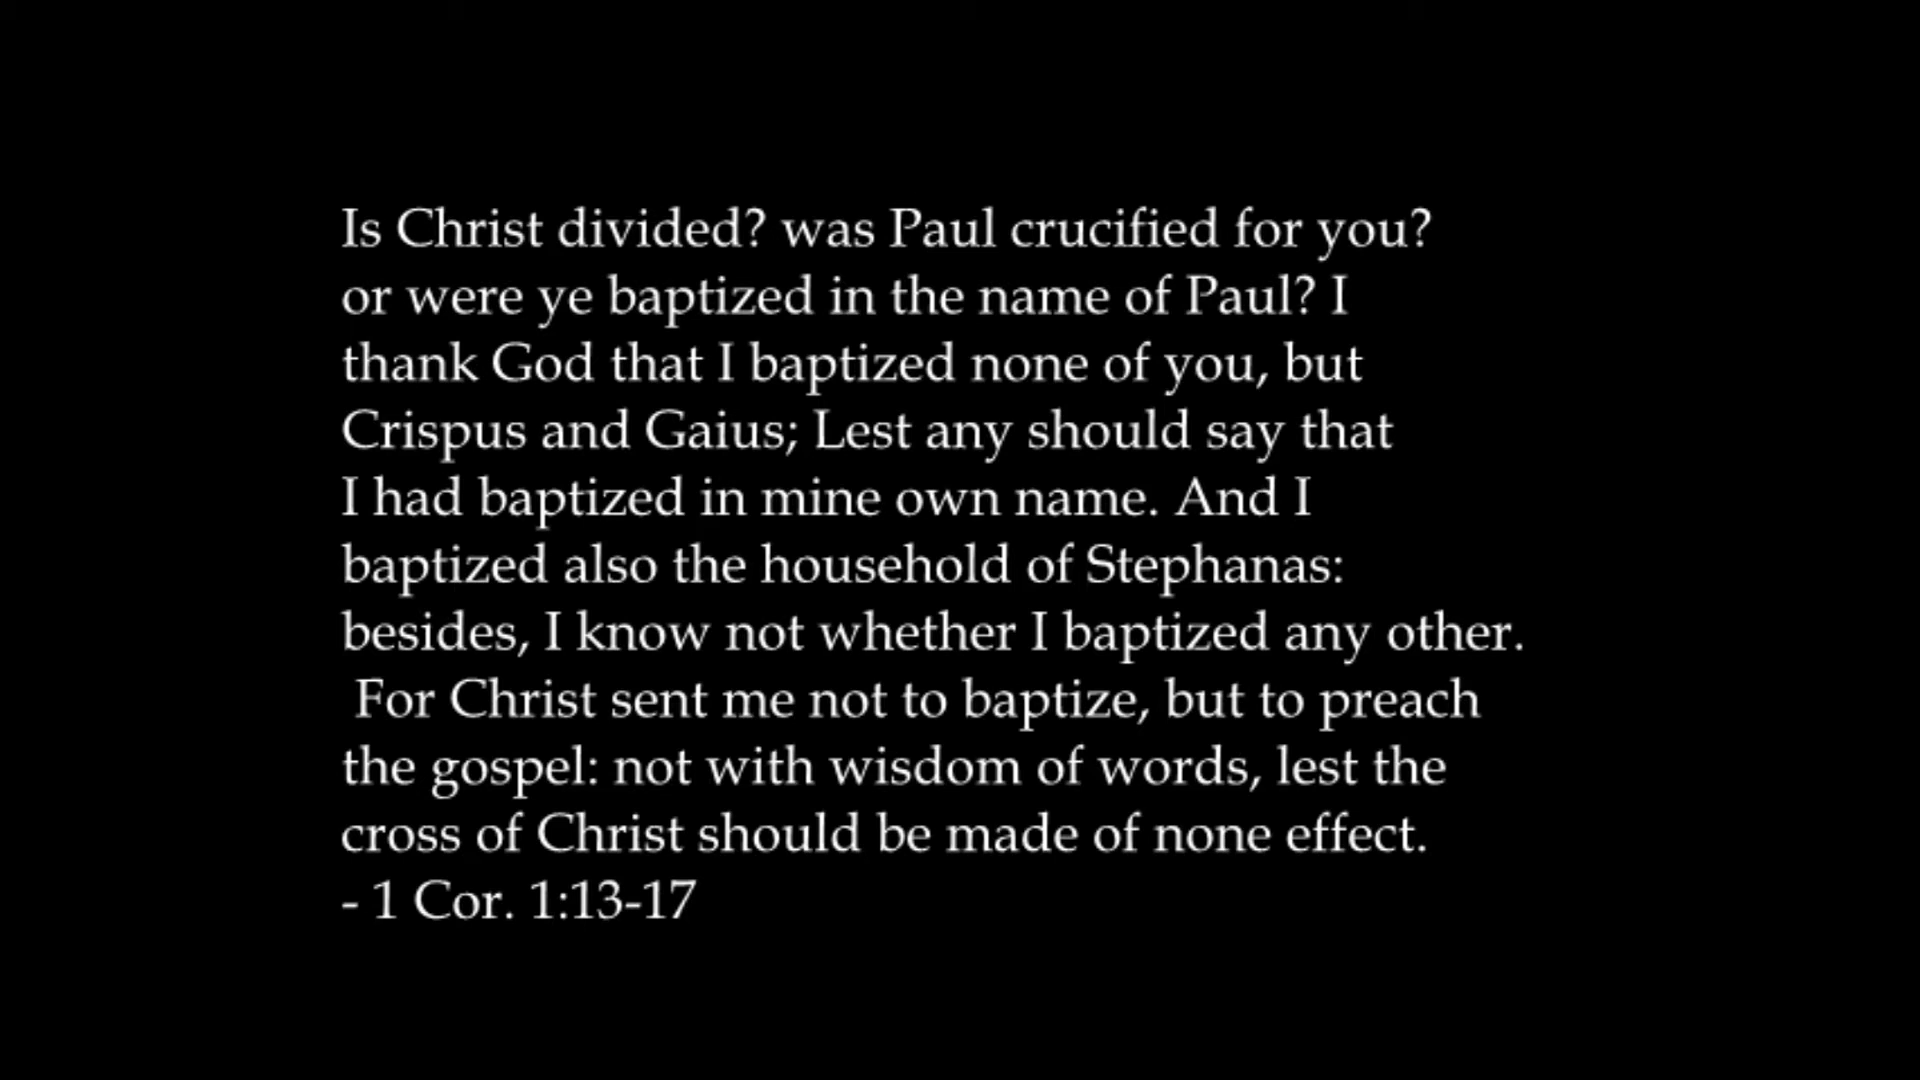 Is Christ divided? was Paul crucified for you?
or were ye baptized in the name of Paul? I
thank God that I baptized none of you, but
Crispus and Gaius; Lest any should say that
I had baptized in mine own name. And I
baptized also the household of Stephanas:
besides, I know not whether I baptized any other.
For Christ sent me not to baptize, but to preach
the gospel: not with wisdom of words, lest the
cross of Christ should be made of none effect.
- 1 Cor. 1:13-17